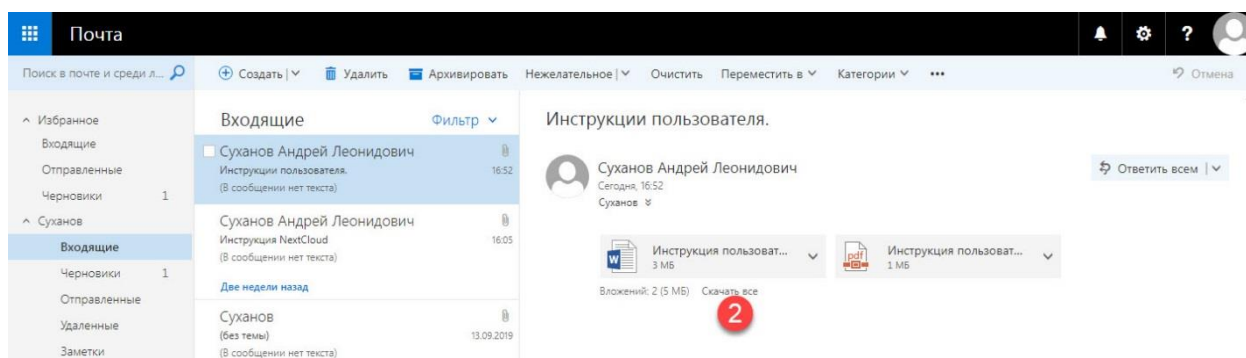 Почта
?
Поиск в почте и среди л...
Создать
Удалить
Архивировать
Нежелательное
Очистить
Переместить в
Категории
•••
Отмена
Избранное
Входящие
Отправленные
Черновики 1
Суханов
Входящие
Черновики 1
Отправленные
Удаленные
Заметки
Входящие
Фильтр
Суханов Андрей Леонидович
Инструкции пользователя. 16:52
(В сообщении нет текста)
Суханов Андрей Леонидович
Инструкция NextCloud 16:05
(В сообщении нет текста)
Две недели назад
Суханов
(без темы) 13.09.2019
(В сообщении нет текста)
Инструкции пользователя.
Суханов Андрей Леонидович
Сегодня, 16:52
Суханов
Ответить всем
W
Инструкция пользоват...
3 МБ
pdf
Инструкция пользоват...
1 МБ
Вложений: 2 (5 МБ) Скачать все
2